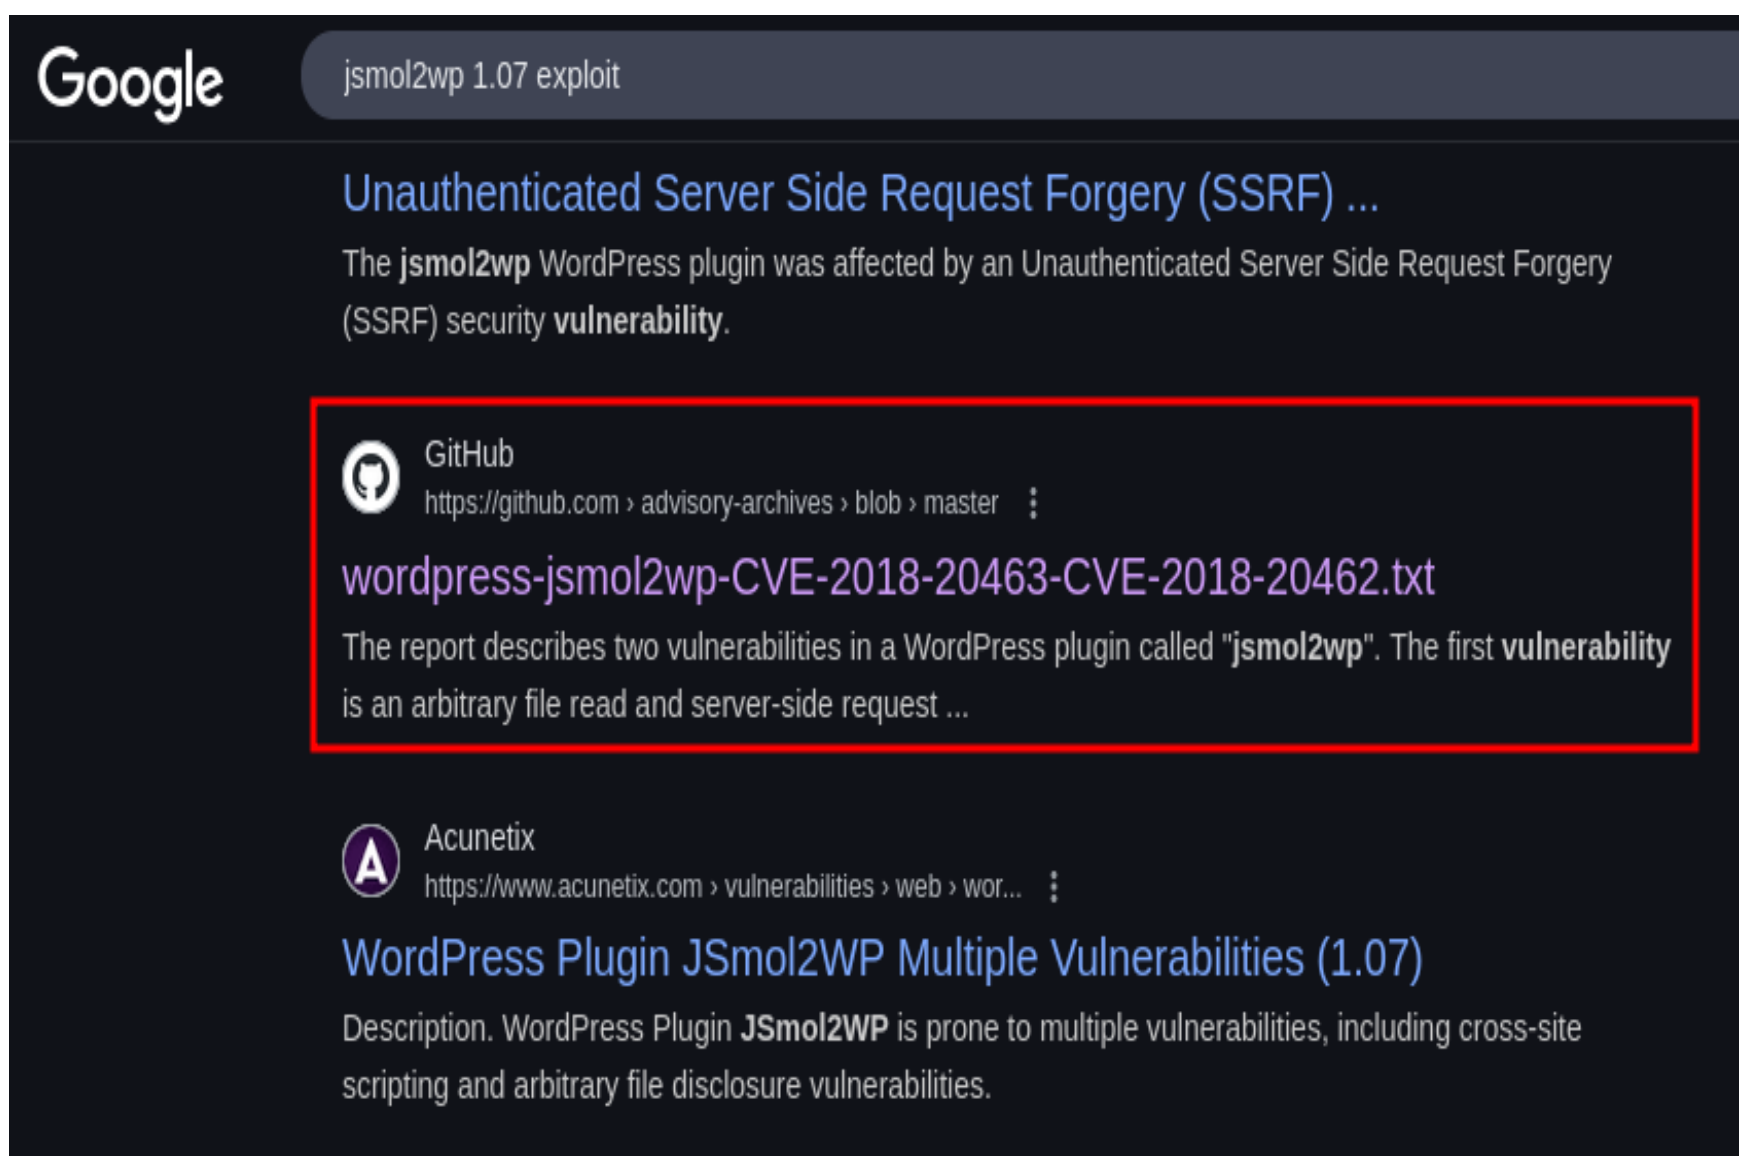 Google
jsmol2wp 1.07 exploit
Unauthenticated Server Side Request Forgery (SSRF) ...
The jsmol2wp WordPress plugin was affected by an Unauthenticated Server Side Request Forgery
(SSRF) security vulnerability.
GitHub
https://github.com › advisory-archives › blob › master
wordpress-jsmol2wp-CVE-2018-20463-CVE-2018-20462.txt
The report describes two vulnerabilities in a WordPress plugin called "jsmol2wp". The first vulnerability
is an arbitrary file read and server-side request ...
Acunetix
https://www.acunetix.com › vulnerabilities › web › wor...
WordPress Plugin JSmol2WP Multiple Vulnerabilities (1.07)
Description. WordPress Plugin JSmol2WP is prone to multiple vulnerabilities, including cross-site
scripting and arbitrary file disclosure vulnerabilities.